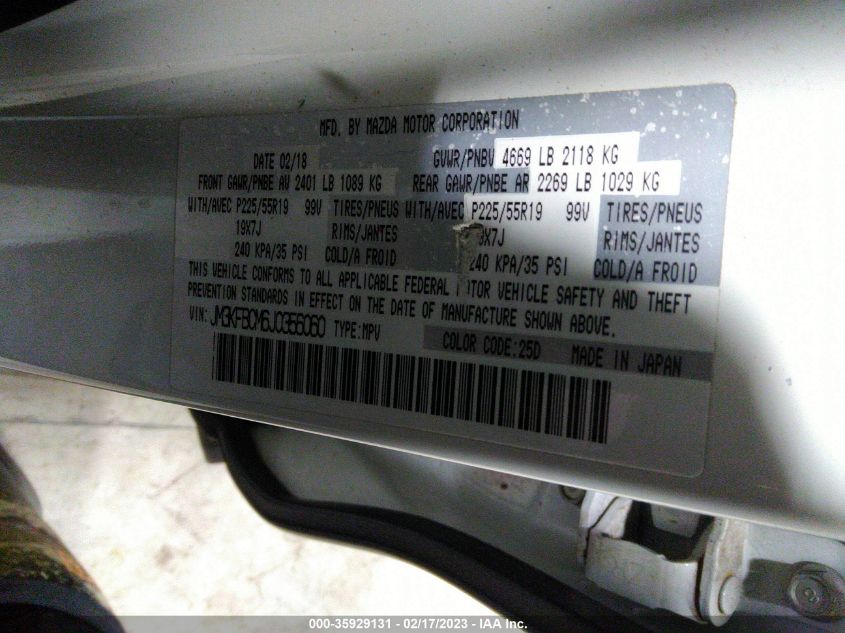 MFD. BY MAZDA MOTOR CORPORATION
DATE 02/18 GVWR/PNBV 4669 LB 2118 KG
FRONT GAWR/PNBE AV 2401 LB 1089 KG REAR GAWR/PNBE AR 2269 LB 1029 KG
WITH/AVEC P225/55R19 99V TIRES/PNEUS WITH/AVEC P225/55R19 99V TIRES/PNEUS
19X7J RIMS/JANTES 19X7J RIMS/JANTES
240 KPA/35 PSI COLD/A FROID 240 KPA/35 PSI COLD/A FROID
THIS VEHICLE CONFORMS TO ALL APPLICABLE FEDERAL MOTOR VEHICLE SAFETY AND THEFT
PREVENTION STANDARDS IN EFFECT ON THE DATE OF MANUFACTURE SHOWN ABOVE.
VIN: JM3KFBCM6J0356060 TYPE:MPV COLOR CODE:25D MADE IN JAPAN
000-35929131 - 02/17/2023 - IAA Inc.